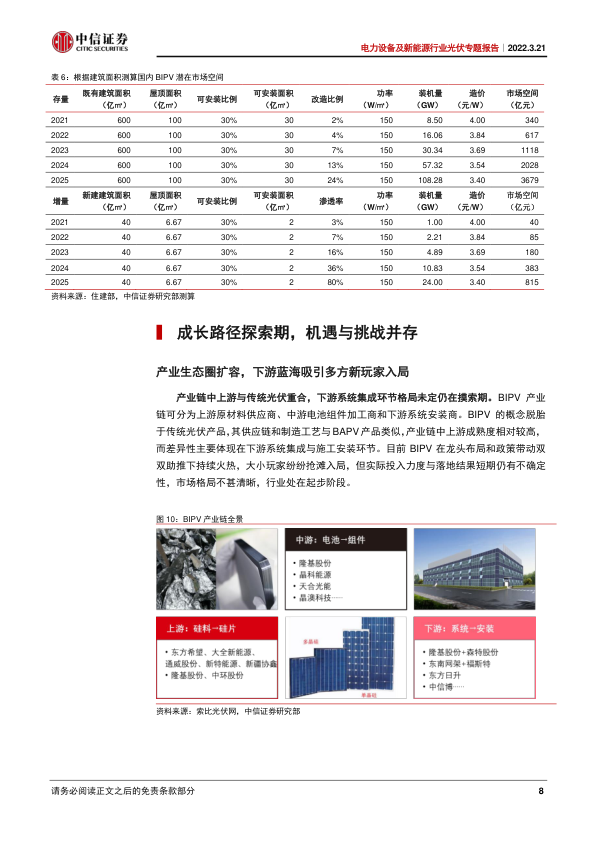 中信证券
CITIC SECURITIES
电力设备及新能源行业光伏专题报告|2022.3.21
表 6：根据建筑面积测算国内 BIPV 潜在市场空间
存量 既有建筑面积（亿㎡） 屋顶面积（亿㎡） 可安装比例 可安装面积（亿㎡） 改造比例 功率（W/㎡） 装机量（GW） 造价（元/W） 市场空间（亿元）
2021 600 100 30% 30 2% 150 8.50 4.00 340
2022 600 100 30% 30 4% 150 16.06 3.84 617
2023 600 100 30% 30 7% 150 30.34 3.69 1118
2024 600 100 30% 30 13% 150 57.32 3.54 2028
2025 600 100 30% 30 24% 150 108.28 3.40 3679
增量 新建建筑面积（亿㎡） 屋顶面积（亿㎡） 可安装比例 可安装面积（亿㎡） 渗透率 功率（W/㎡） 装机量（GW） 造价（元/W） 市场空间（亿元）
2021 40 6.67 30% 2 3% 150 1.00 4.00 40
2022 40 6.67 30% 2 7% 150 2.21 3.84 85
2023 40 6.67 30% 2 16% 150 4.89 3.69 180
2024 40 6.67 30% 2 36% 150 10.83 3.54 383
2025 40 6.67 30% 2 80% 150 24.00 3.40 815
资料来源：住建部，中信证券研究部测算
成长路径探索期，机遇与挑战并存
产业生态圈扩容，下游蓝海吸引多方新玩家入局
产业链中上游与传统光伏重合，下游系统集成环节格局未定仍在摸索期。BIPV 产业
链可分为上游原材料供应商、中游电池组件加工商和下游系统安装商。BIPV 的概念脱胎
于传统光伏产品，其供应链和制造工艺与 BAPV 产品类似，产业链中上游成熟度相对较高，
而差异性主要体现在下游系统集成与施工安装环节。目前 BIPV 在龙头布局和政策带动双
双助推下持续火热，大小玩家纷纷抢滩入局，但实际投入力度与落地结果短期仍有不确定
性，市场格局不甚清晰，行业处在起步阶段。
图 10：BIPV 产业链全景
中游：电池→组件
• 隆基股份
• 晶科能源
• 天合光能
• 晶澳科技······
上游：硅料→硅片
• 东方希望、大全新能源、
通威股份、新特能源、新疆协鑫
• 隆基股份、中环股份
多晶硅
单晶硅
下游：系统→安装
• 隆基股份+森特股份
• 东南网架+福斯特
• 东方日升
• 中信博······
资料来源：索比光伏网，中信证券研究部
请务必阅读正文之后的免责条款部分
8